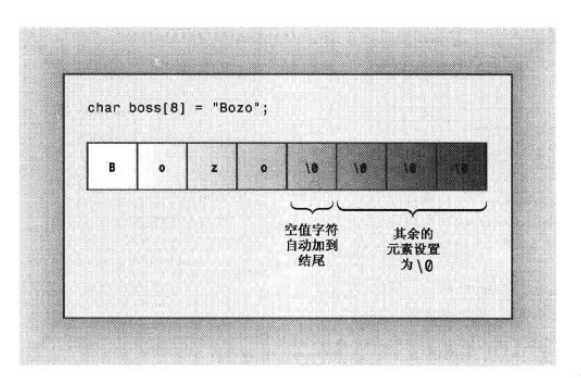 char boss[8] = "Bozo";
B o z o \0 \0 \0 \0
空值字符
自动加到
结尾
其余的
元素设置
为\0